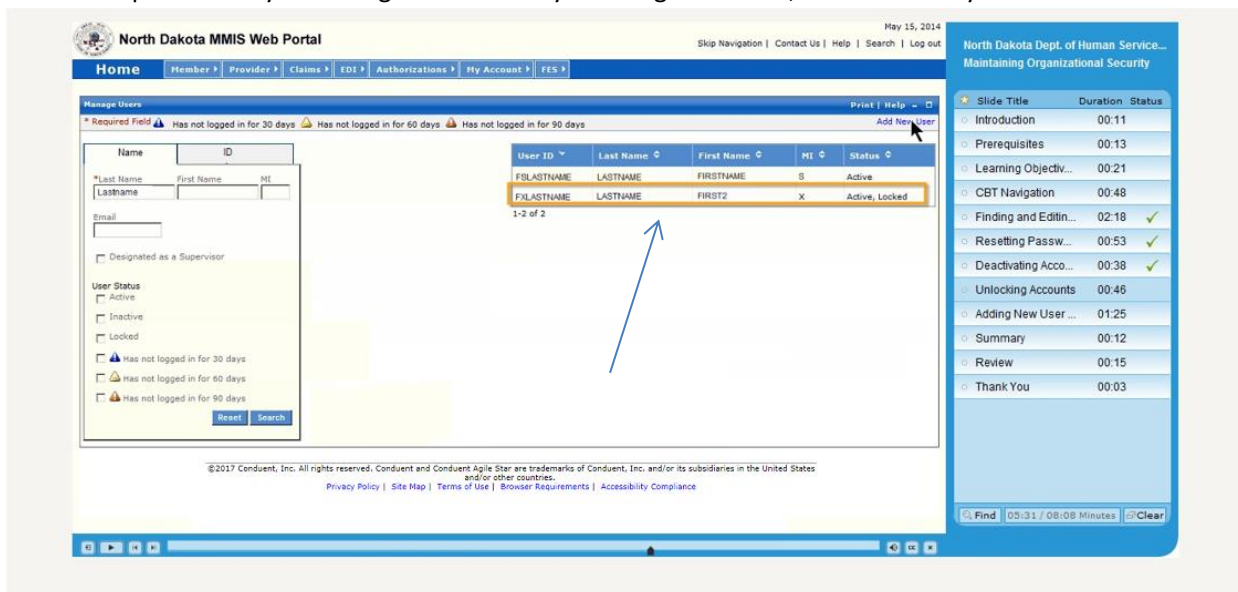 May 15, 2014
North Dakota MMIS Web Portal
Skip Navigation | Contact Us | Help | Search | Log out
Home Member Provider Claims EDI Authorizations My Account FES
Manage Users Print | Help
* Required Field Has not logged in for 30 days Has not logged in for 60 days Has not logged in for 90 days Add New User
Name ID
*Last Name First Name MI
Lastname
Email
Designated as a Supervisor
User Status
Active
Inactive
Locked
Has not logged in for 30 days
Has not logged in for 60 days
Has not logged in for 90 days
Reset Search
User ID Last Name First Name MI Status
FSLASTNAME LASTNAME FIRSTNAME S Active
FXLASTNAME LASTNAME FIRST2 X Active, Locked
1-2 of 2
©2017 Conduent, Inc. All rights reserved. Conduent and Conduent Agile Star are trademarks of Conduent, Inc. and/or its subsidiaries in the United States
and/or other countries.
Privacy Policy | Site Map | Terms of Use | Browser Requirements | Accessibility Compliance
North Dakota Dept. of Human Service...
Maintaining Organizational Security
Slide Title Duration Status
Introduction 00:11
Prerequisites 00:13
Learning Objectiv... 00:21
CBT Navigation 00:48
Finding and Editin... 02:18
Resetting Passw... 00:53
Deactivating Acco... 00:38
Unlocking Accounts 00:46
Adding New User ... 01:25
Summary 00:12
Review 00:15
Thank You 00:03
Find 05:31 / 08:08 Minutes Clear